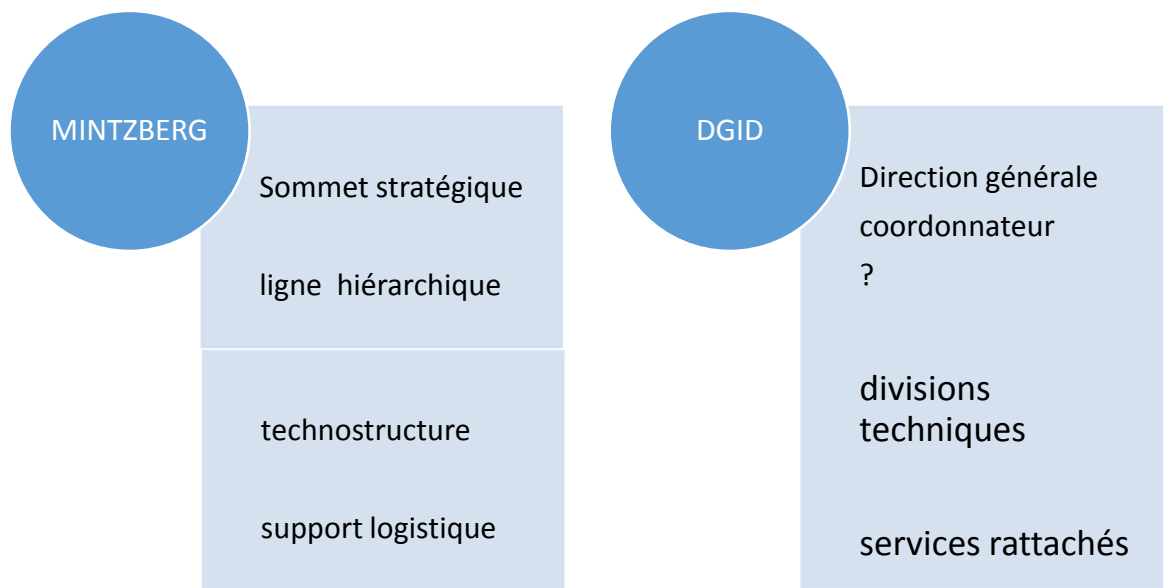 MINTZBERG
Sommet stratégique
ligne hiérarchique
technostructure
support logistique
DGID
Direction générale
coordonnateur
?
divisions
techniques
services rattachés